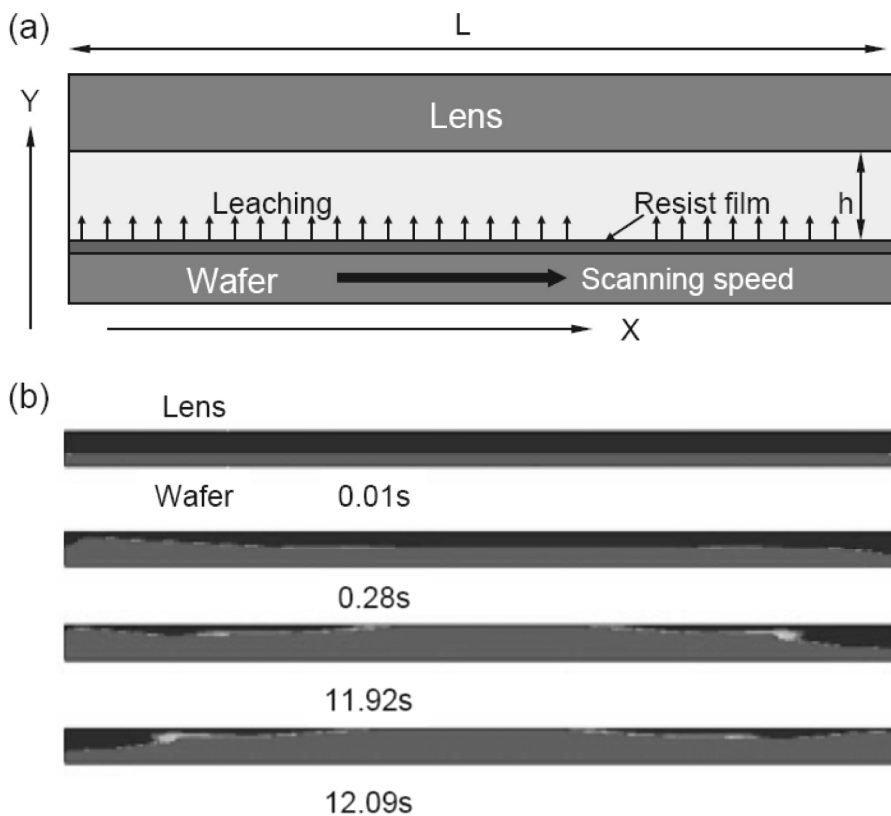 (a)
L
Y
Lens
Leaching
Resist film
h
Wafer
Scanning speed
X
(b)
Lens
Wafer
0.01s
0.28s
11.92s
12.09s